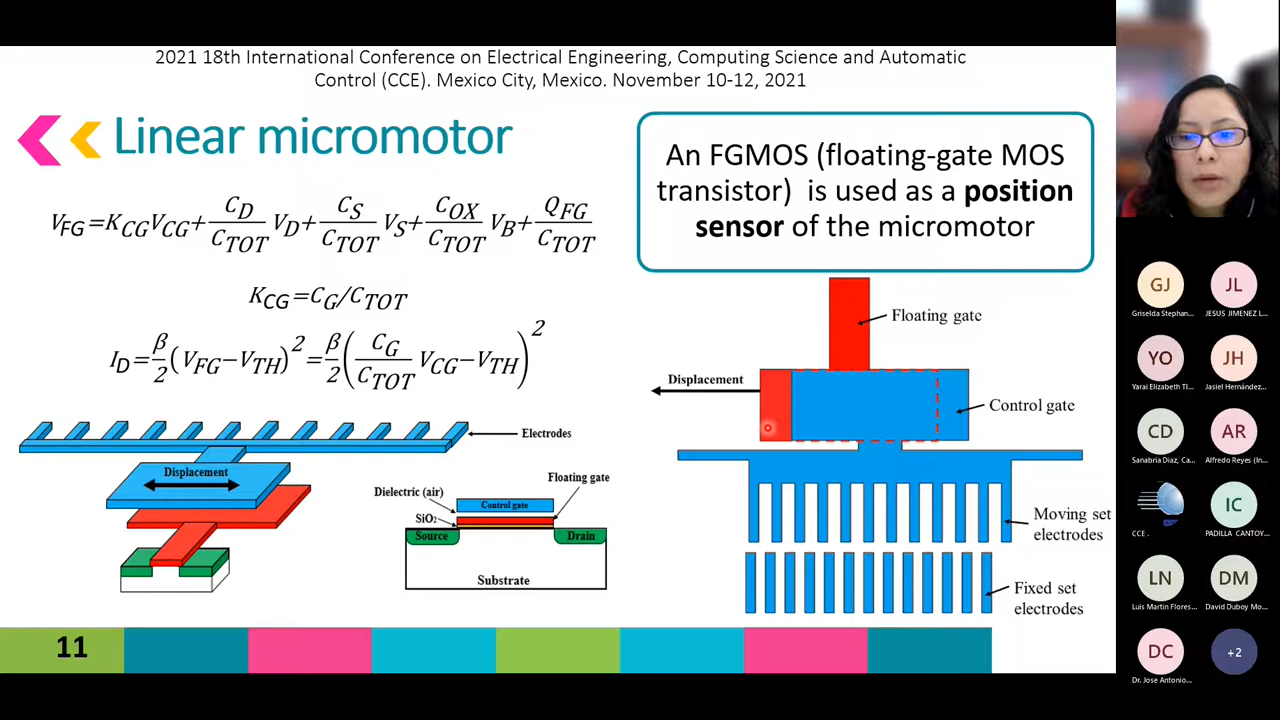 2021 18th International Conference on Electrical Engineering, Computing Science and Automatic
Control (CCE). Mexico City, Mexico. November 10-12, 2021
Linear micromotor
V_FG=K_CG V_CG+ C_D/C_TOT V_D+ C_S/C_TOT V_S+ C_OX/C_TOT V_B+ Q_FG/C_TOT
K_CG=C_G/C_TOT
I_D= β/2 (V_FG−V_TH)^2= β/2 (C_G/C_TOT V_CG−V_TH)^2
An FGMOS (floating-gate MOS
transistor) is used as a position
sensor of the micromotor
Electrodes
Displacement
Floating gate
Dielectric (air)
Control gate
SiO2
Source
Drain
Substrate
Floating gate
Displacement
Control gate
Moving set
electrodes
Fixed set
electrodes
11
GJ
Griselda Stephan...
JL
JESUS JIMENEZ L...
YO
Yarai Elizabeth Tl...
JH
Jasiel Hernández...
CD
Sanabria Diaz, Ca...
AR
Alfredo Reyes (In...
CCE .
IC
PADILLA CANTOY...
LN
Luis Martin Flores...
DM
David Duboy Mo...
DC
Dr. Jose Antonio...
+2